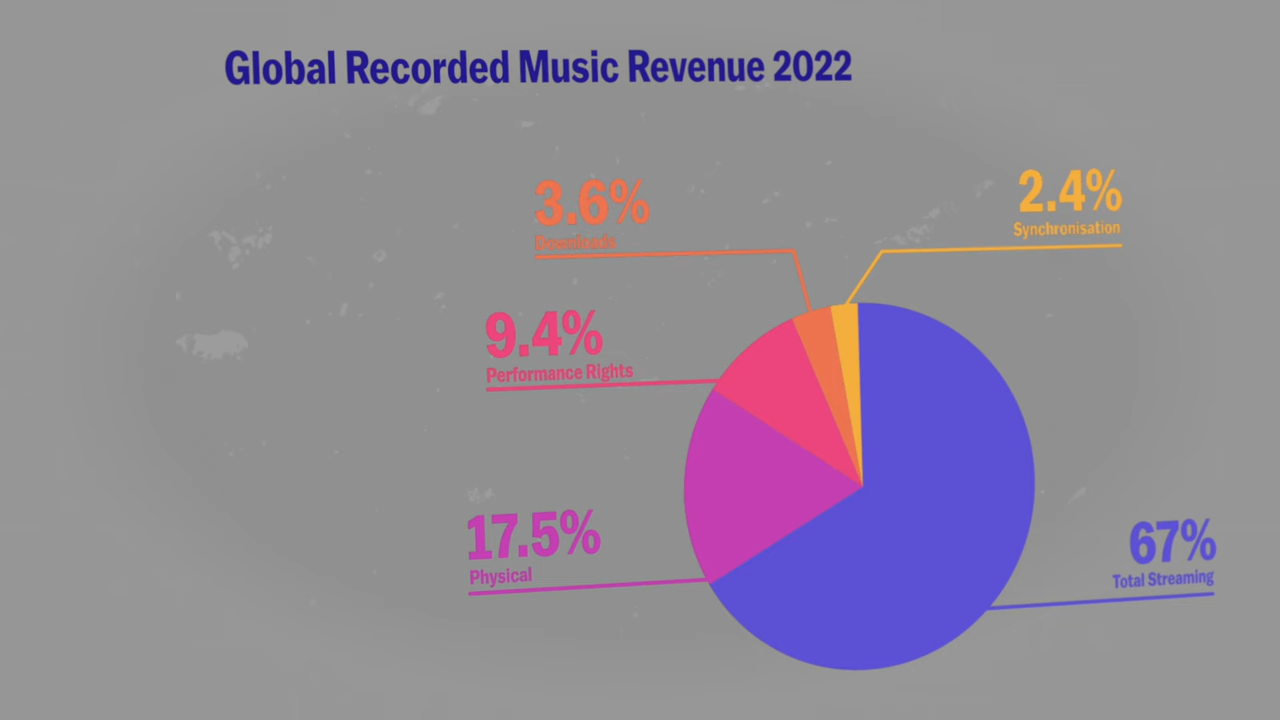 Global Recorded Music Revenue 2022
3.6%
Downloads
2.4%
Synchronisation
9.4%
Performance Rights
17.5%
Physical
67%
Total Streaming